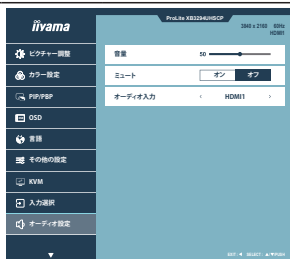 iiyama
ProLite XB3294UHSCP
3840 x 2160 60Hz
HDMI1
ピクチャー調整
カラー設定
PIP/PBP
OSD
言語
その他の設定
KVM
入力選択
オーディオ設定
音量
50
ミュート
オン オフ
オーディオ入力
HDMI1
EXIT : ◀ SELECT : ▲/▼PUSH